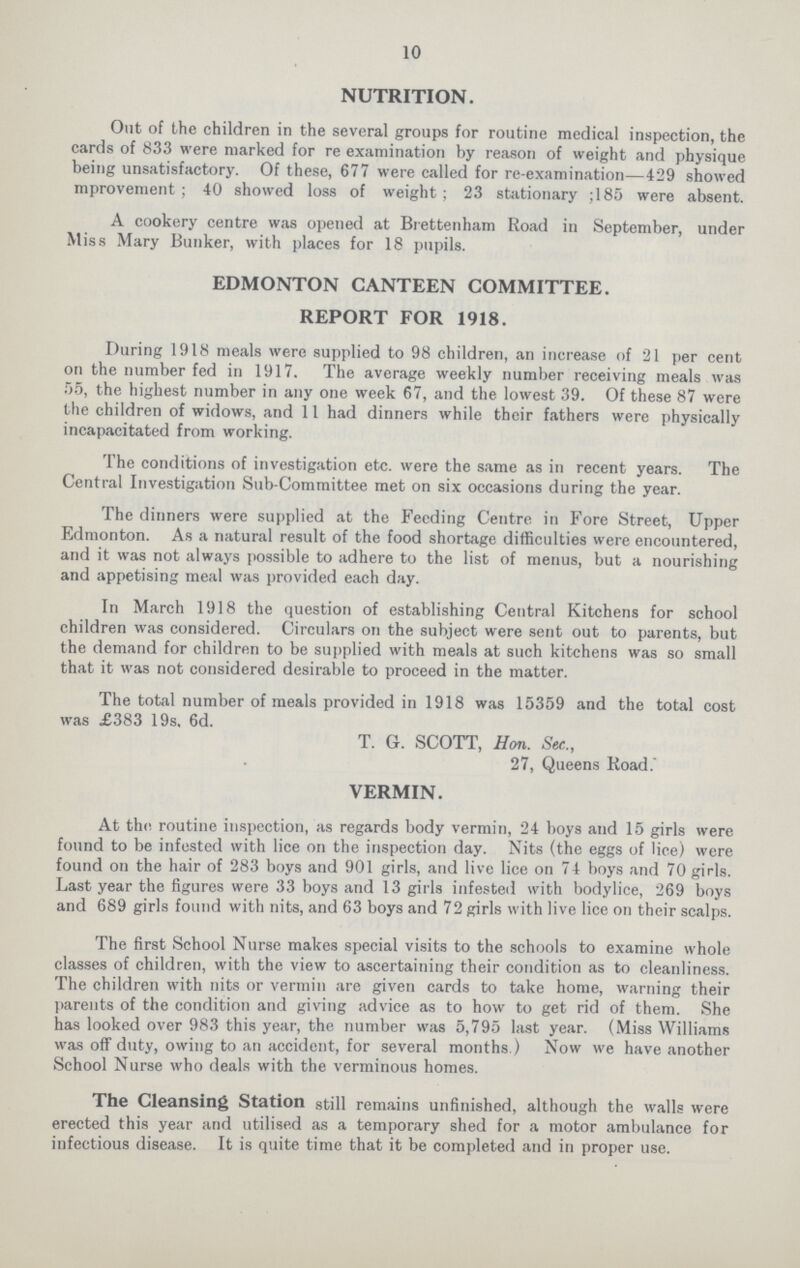 10
NUTRITION.
Out of the children in the several groups for routine medical inspection, the
cards of 833 were marked for re examination by reason of weight and physique
being unsatisfactory. Of these, 677 were called for re-examination—429 showed
mprovement ; 40 showed loss of weight ; 23 stationary ;185 were absent.
A cookery centre was opened at Brettenham Road in September, under
Miss Mary Bunker, with places for 18 pupils.
EDMONTON CANTEEN COMMITTEE.
REPORT FOR 1918.
During 1918 meals were supplied to 98 children, an increase of 21 per cent
on the number fed in 1917. The average weekly number receiving meals was
55, the highest number in any one week 67, and the lowest 39. Of these 87 were
the children of widows, and 11 had dinners while their fathers were physically
incapacitated from working.
The conditions of investigation etc. were the same as in recent years. The
Central Investigation Sub-Committee met on six occasions during the year.
The dinners were supplied at the Feeding Centre in Fore Street, Upper
Edmonton. As a natural result of the food shortage difficulties were encountered,
and it was not always possible to adhere to the list of menus, but a nourishing
and appetising meal was provided each day.
In March 1918 the question of establishing Central Kitchens for school
children was considered. Circulars on the subject were sent out to parents, but
the demand for children to be supplied with meals at such kitchens was so small
that it was not considered desirable to proceed in the matter.
The total number of meals provided in 1918 was 15359 and the total cost
was £383 19s. 6d.
T. G. SCOTT, Hon. Sec.,
27, Queens Road.
VERMIN.
At the routine inspection, as regards body vermin, 24 boys and 15 girls were
found to be infested with lice on the inspection day. Nits (the eggs of lice) were
found on the hair of 283 boys and 901 girls, and live lice on 74 boys and 70 girls.
Last year the figures were 33 boys and 13 girls infested with bodylice, 269 boys
and 689 girls found with nits, and 63 boys and 72 girls with live lice on their scalps.
The first School Nurse makes special visits to the schools to examine whole
classes of children, with the view to ascertaining their condition as to cleanliness.
The children with nits or vermin are given cards to take home, warning their
parents of the condition and giving advice as to how to get rid of them. She
has looked over 983 this year, the number was 5,795 last year. (Miss Williams
was off duty, owing to an accident, for several months.) Now we have another
School Nurse who deals with the verminous homes.
The Cleansing Station still remains unfinished, although the walls were
erected this year and utilised as a temporary shed for a motor ambulance for
infectious disease. It is quite time that it be completed and in proper use.